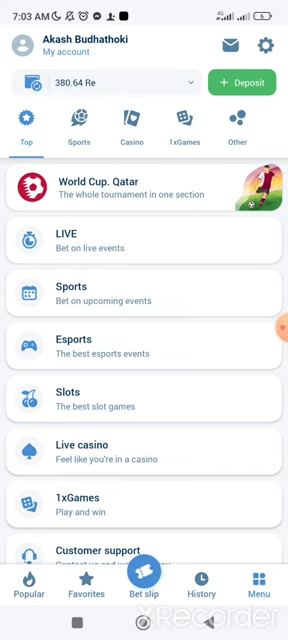 7:03 AM
4G
6
Akash Budhathoki
My account
380.64 Re
+ Deposit
Top
Sports
Casino
1xGames
Other
World Cup. Qatar
The whole tournament in one section
LIVE
Bet on live events
Sports
Bet on upcoming events
Esports
The best esports events
Slots
The best slot games
Live casino
Feel like you're in a casino
1xGames
Play and win
Customer support
Popular
Favorites
Bet slip
History
Menu
XRecorder